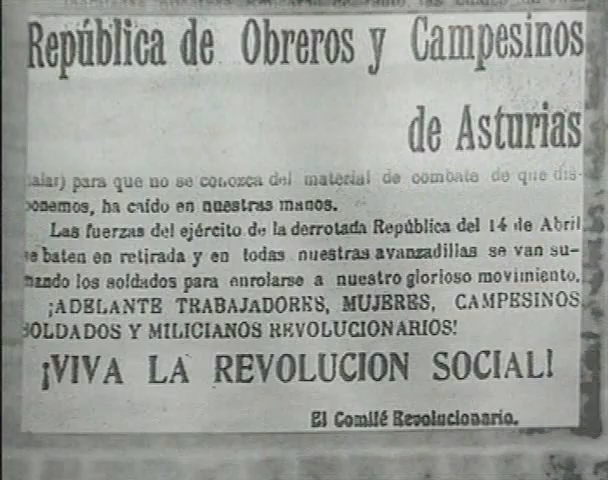 República de Obreros y Campesinos
de Asturias
alar) para que no se conozca del material de combate de que dis-
ponemos, ha caído en nuestras manos.
Las fuerzas del ejército de la derrotada República del 14 de Abril
se baten en retirada y en todas nuestras avanzadillas se van su-
mando los soldados para enrolarse a nuestro glorioso movimiento.
¡ADELANTE TRABAJADORES, MUJERES, CAMPESINOS
SOLDADOS Y MILICIANOS REVOLUCIONARIOS!
¡VIVA LA REVOLUCION SOCIAL!
El Comité Revolucionario.